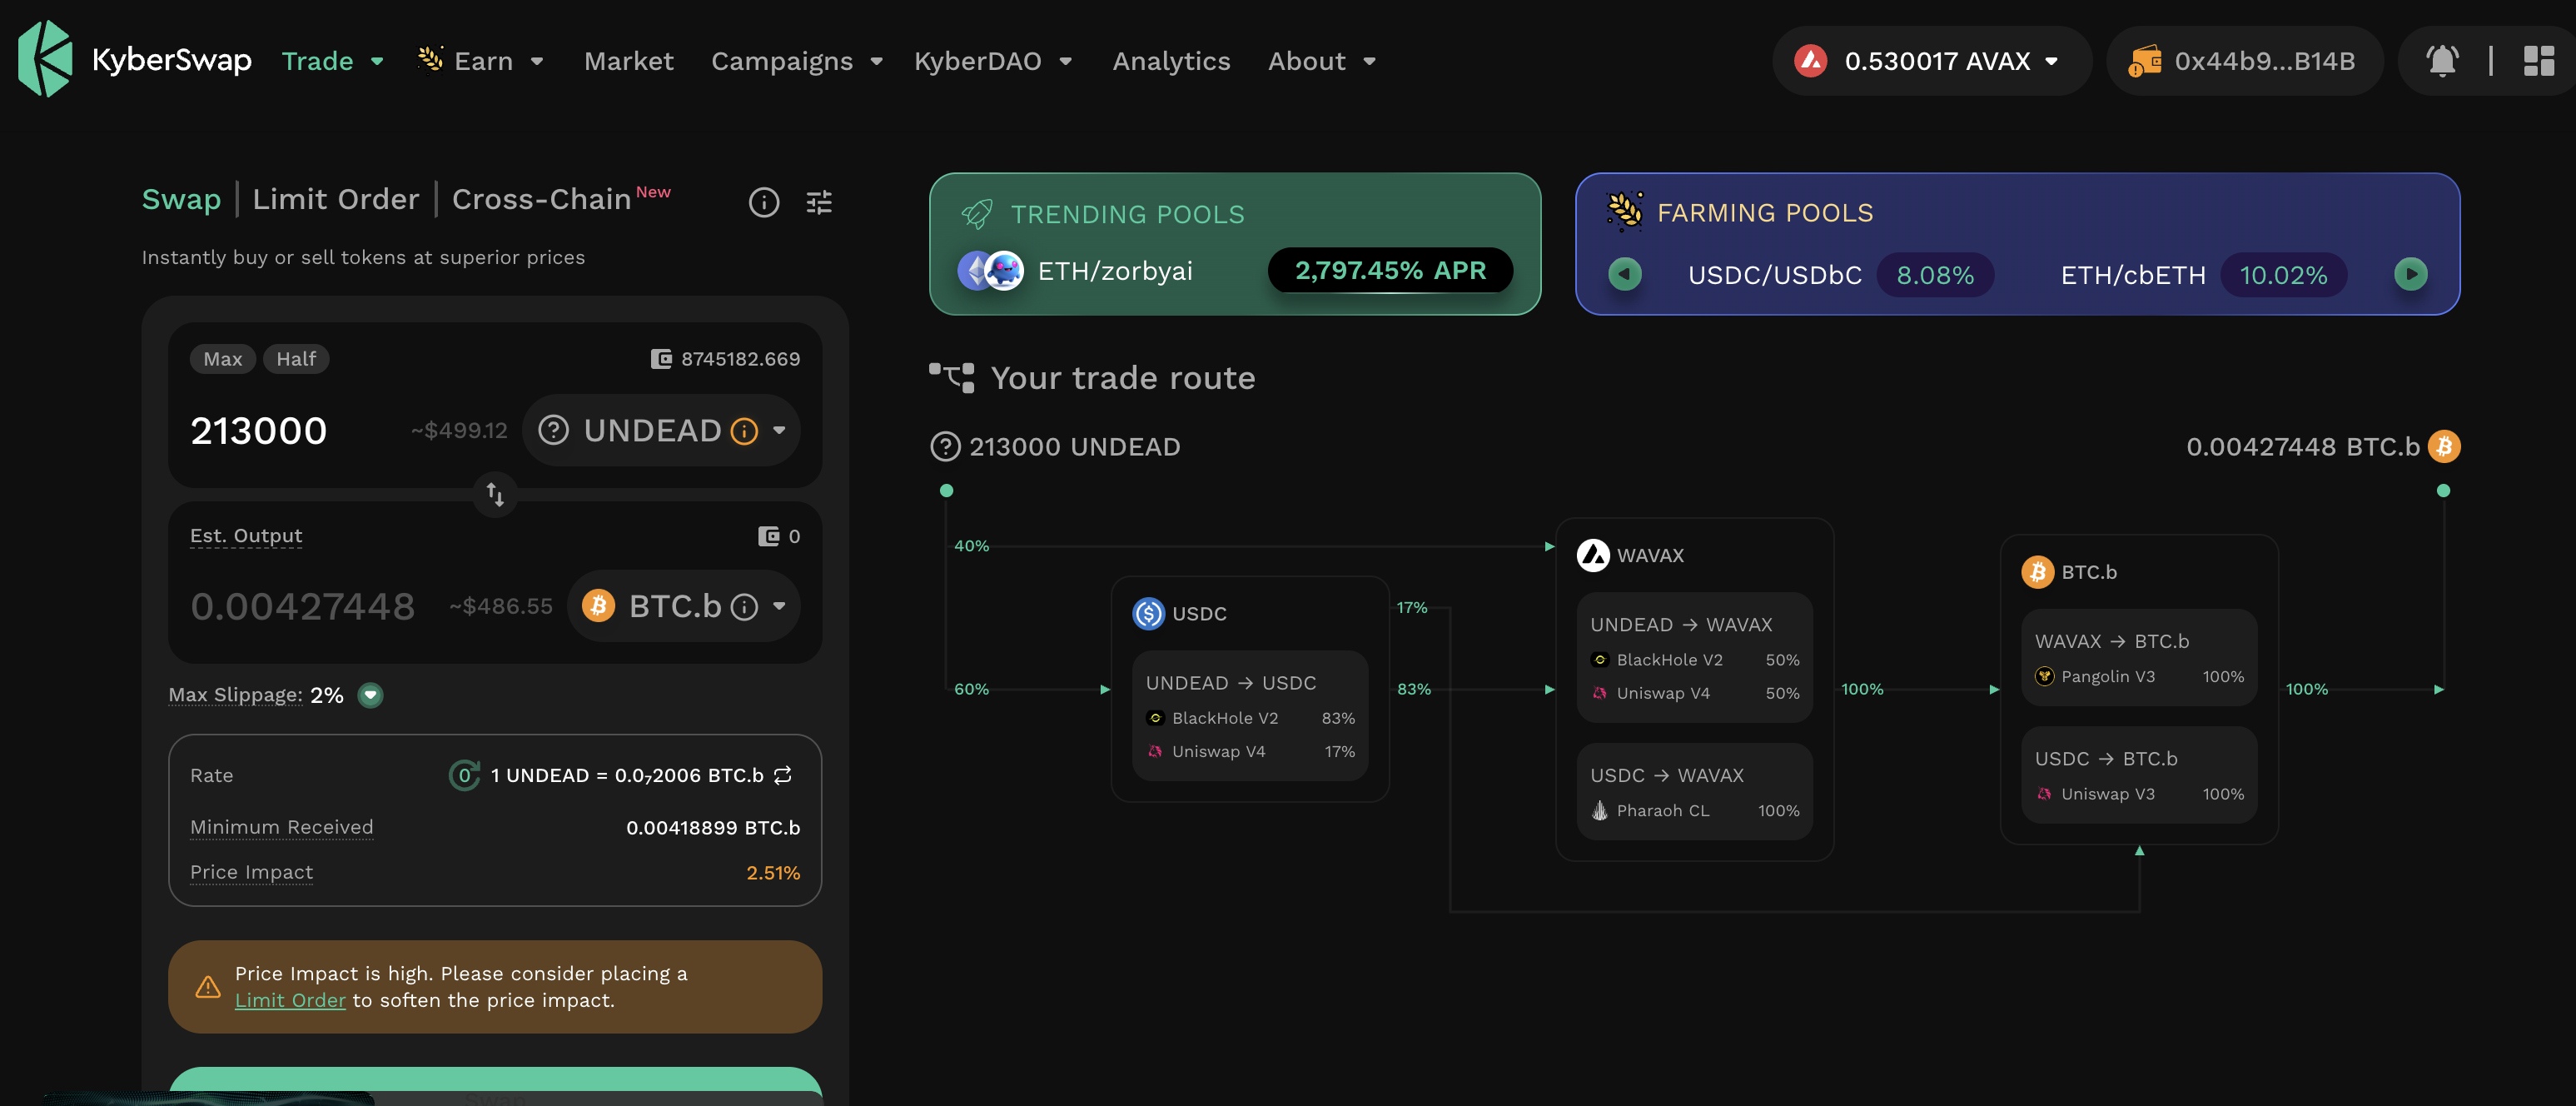 KyberSwap Trade Earn Market Campaigns KyberDAO Analytics About 0.530017 AVAX 0x44b9...B14B
Swap | Limit Order | Cross-Chain New
Instantly buy or sell tokens at superior prices
Max Half 8745182.669
213000 ~$499.12 UNDEAD
Est. Output 0
0.00427448 ~$486.55 BTC.b
Max Slippage: 2%
Rate 0 1 UNDEAD = 0.0₇2006 BTC.b
Minimum Received 0.00418899 BTC.b
Price Impact 2.51%
Price Impact is high. Please consider placing a
Limit Order to soften the price impact.
Swap
TRENDING POOLS
ETH/zorbyai 2,797.45% APR
FARMING POOLS
USDC/USDbC 8.08% ETH/cbETH 10.02%
Your trade route
213000 UNDEAD 0.00427448 BTC.b
40%
60%
USDC
UNDEAD → USDC
BlackHole V2 83%
Uniswap V4 17%
17%
83%
WAVAX
UNDEAD → WAVAX
BlackHole V2 50%
Uniswap V4 50%
USDC → WAVAX
Pharaoh CL 100%
100%
BTC.b
WAVAX → BTC.b
Pangolin V3 100%
USDC → BTC.b
Uniswap V3 100%
100%